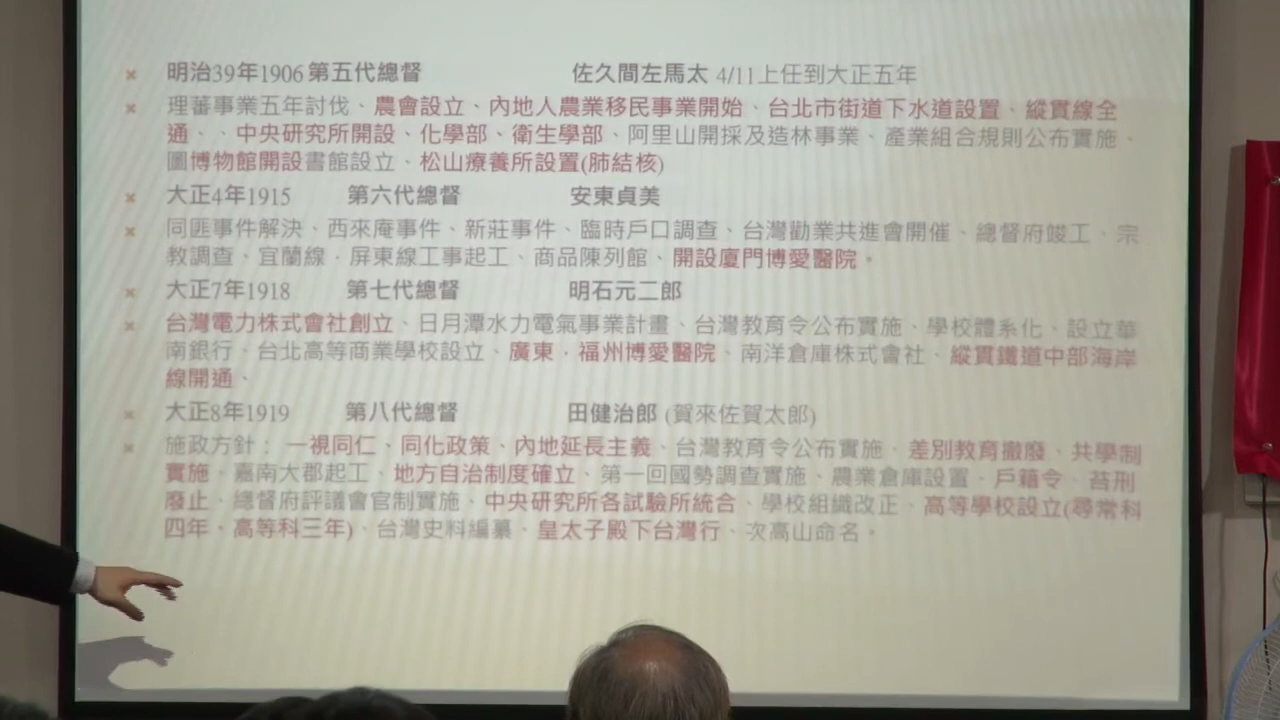 明治39年1906第五代總督 佐久間左馬太 4/11上任到大正五年
理蕃事業五年討伐、農會設立、內地人農業移民事業開始、台北市街道下水道設置、縱貫線全
通、、中央研究所開設、化學部、衛生學部、阿里山開採及造林事業、產業組合規則公布實施、
圖博物館開設書館設立、松山療養所設置(肺結核)
大正4年1915 第六代總督 安東貞美
同匪事件解決、西來庵事件、新莊事件、臨時戶口調查、台灣勸業共進會開催、總督府竣工、宗
教調查、宜蘭線、屏東線工事起工、商品陳列館、開設廈門博愛醫院。
大正7年1918 第七代總督 明石元二郎
台灣電力株式會社創立、日月潭水力電氣事業計畫、台灣教育令公布實施、學校體系化、設立華
南銀行、台北高等商業學校設立、廣東、福州博愛醫院、南洋倉庫株式會社、縱貫鐵道中部海岸
線開通、
大正8年1919 第八代總督 田健治郎 (賀來佐賀太郎)
施政方針： 一視同仁、同化政策、內地延長主義、台灣教育令公布實施、差別教育撤廢、共學制
實施、嘉南大郡起工、地方自治制度確立、第一回國勢調查實施、農業倉庫設置、戶籍令、笞刑
廢止、總督府評議會官制實施、中央研究所各試驗所統合、學校組織改正、高等學校設立(尋常科
四年、高等科三年)、台灣史料編纂、皇太子殿下台灣行、次高山命名。